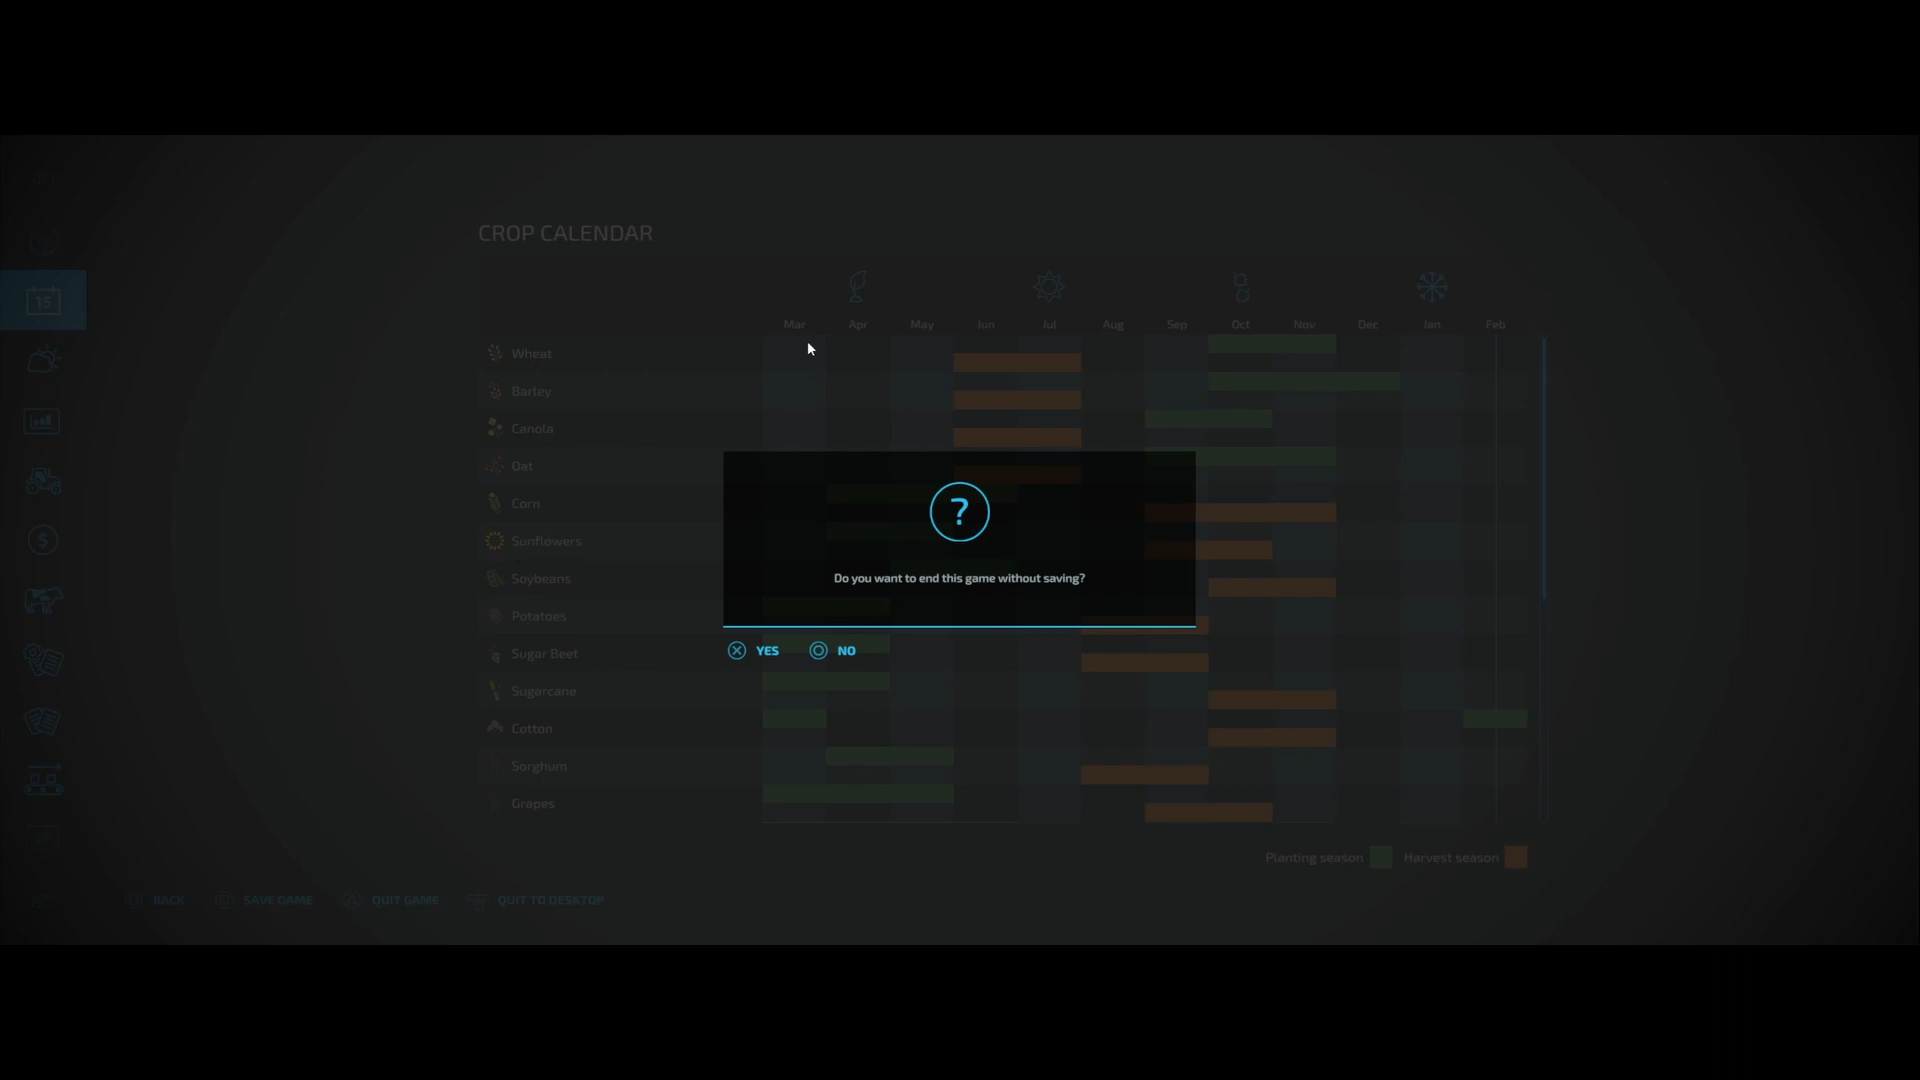 CROP CALENDAR
Mar Apr May Jun Jul Aug Sep Oct Nov Dec Jan Feb
15
Wheat
Barley
Canola
Oat
Corn
Sunflowers
Soybeans
Potatoes
Sugar Beet
Sugarcane
Cotton
Sorghum
Grapes
?
Do you want to end this game without saving?
YES NO
Planting season Harvest season
BACK SAVE GAME QUIT GAME QUIT TO DESKTOP